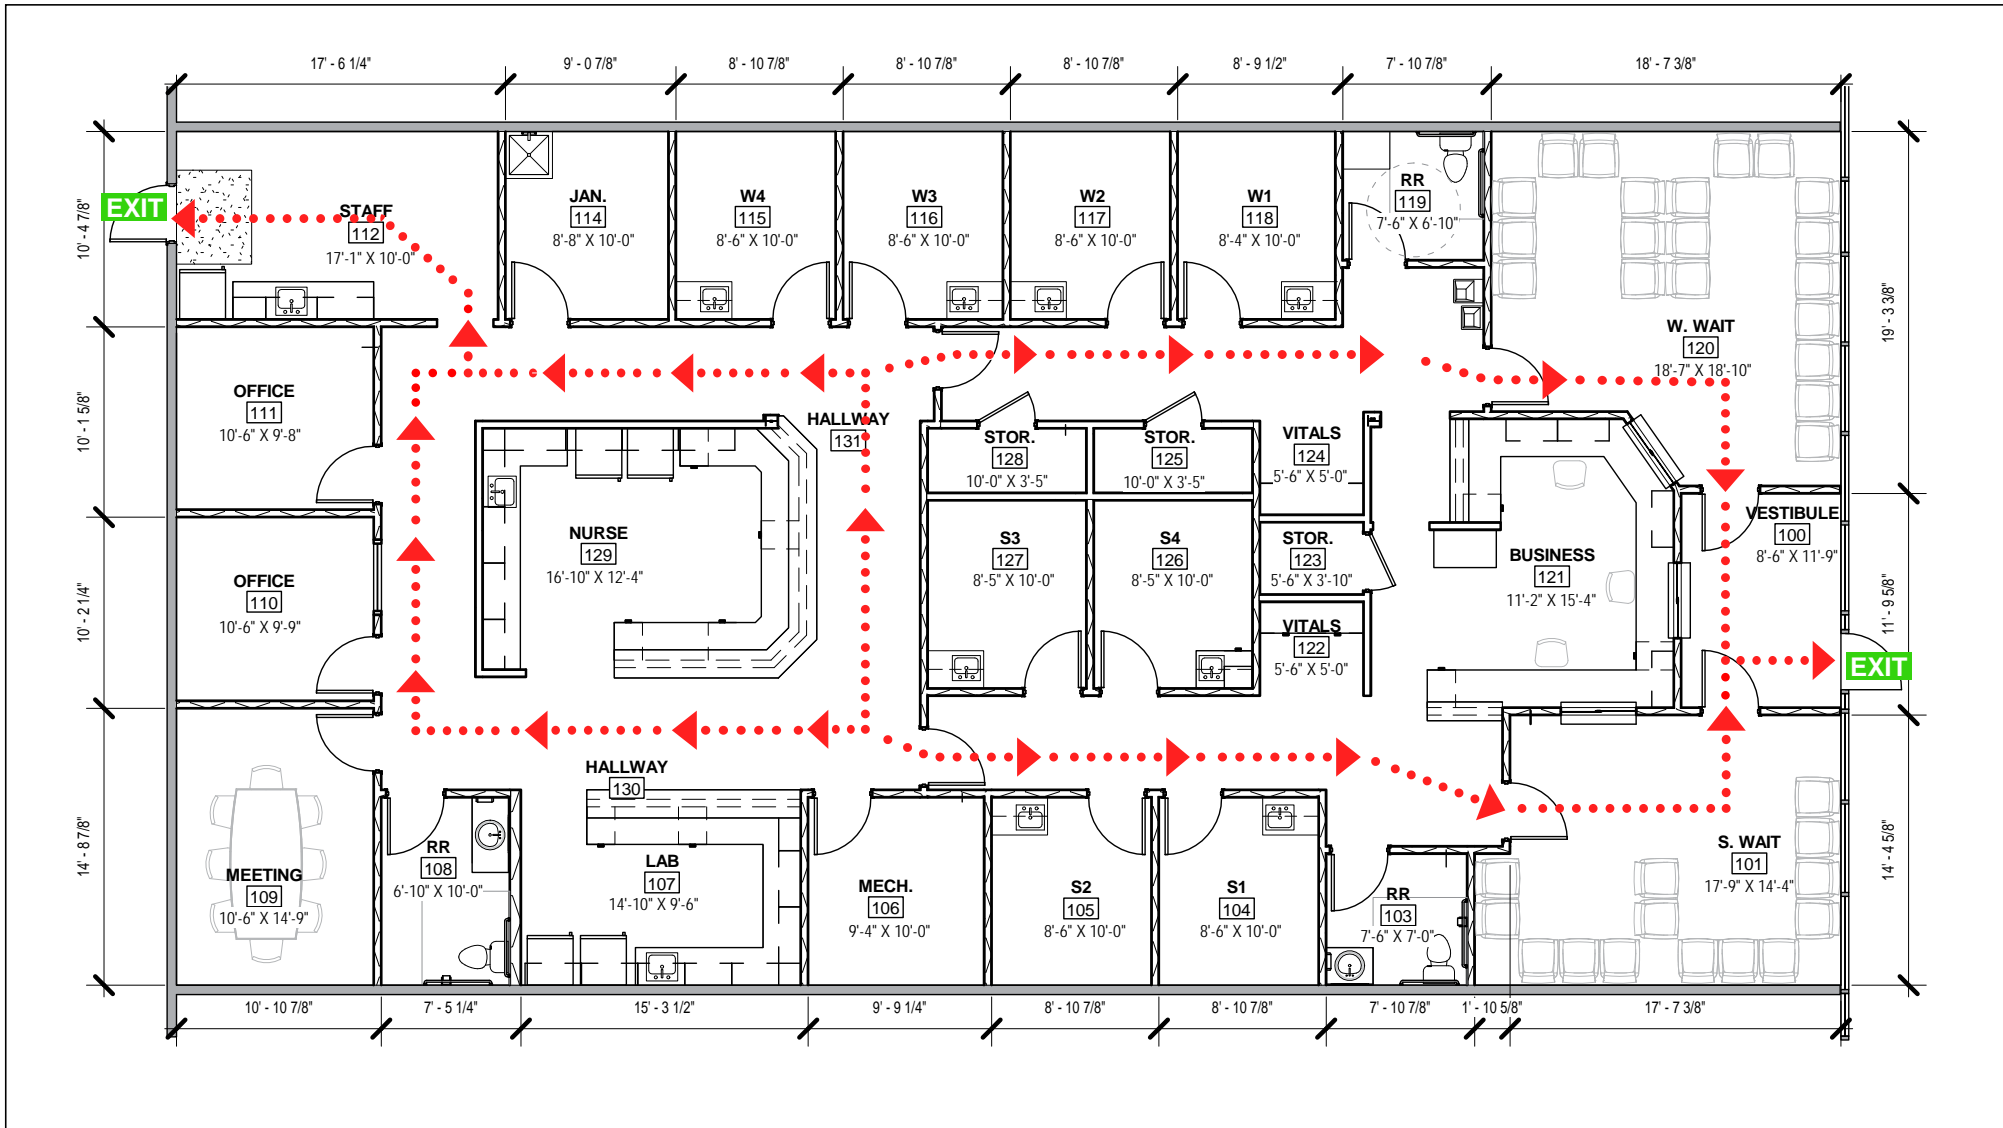 17' - 6 1/4"
9' - 0 7/8"
8' - 10 7/8"
8' - 10 7/8"
8' - 10 7/8"
8' - 9 1/2"
7' - 10 7/8"
18' - 7 3/8"
10' - 4 7/8"
10' - 1 5/8"
10' - 2 1/4"
14' - 8 7/8"
EXIT
STAFF
112
17'-1" X 10'-0"
JAN.
114
8'-8" X 10'-0"
W4
115
8'-6" X 10'-0"
W3
116
8'-6" X 10'-0"
W2
117
8'-6" X 10'-0"
W1
118
8'-4" X 10'-0"
RR
119
7'-6" X 6'-10"
W. WAIT
120
18'-7" X 18'-10"
OFFICE
111
10'-6" X 9'-8"
HALLWAY
131
STOR.
128
10'-0" X 3'-5"
STOR.
125
10'-0" X 3'-5"
VITALS
124
5'-6" X 5'-0"
NURSE
129
16'-10" X 12'-4"
S3
127
8'-5" X 10'-0"
S4
126
8'-5" X 10'-0"
STOR.
123
5'-6" X 3'-10"
BUSINESS
121
11'-2" X 15'-4"
VESTIBULE
100
8'-6" X 11'-9"
OFFICE
110
10'-6" X 9'-9"
VITALS
122
5'-6" X 5'-0"
EXIT
HALLWAY
130
MEETING
109
10'-6" X 14'-9"
RR
108
6'-10" X 10'-0"
LAB
107
14'-10" X 9'-6"
MECH.
106
9'-4" X 10'-0"
S2
105
8'-6" X 10'-0"
S1
104
8'-6" X 10'-0"
RR
103
7'-6" X 7'-0"
S. WAIT
101
17'-9" X 14'-4"
19' - 3 3/8"
11' - 9 5/8"
14' - 4 5/8"
10' - 10 7/8"
7' - 5 1/4"
15' - 3 1/2"
9' - 9 1/4"
8' - 10 7/8"
8' - 10 7/8"
7' - 10 7/8"
1' - 10 5/8"
17' - 7 3/8"